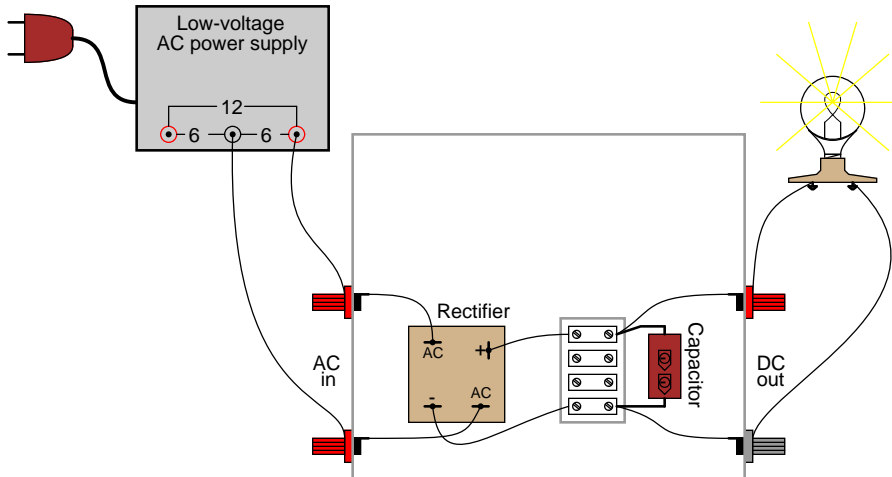 Low-voltage
AC power supply
12
6 6
Rectifier
AC
+
-
AC
Capacitor
AC
in
DC
out